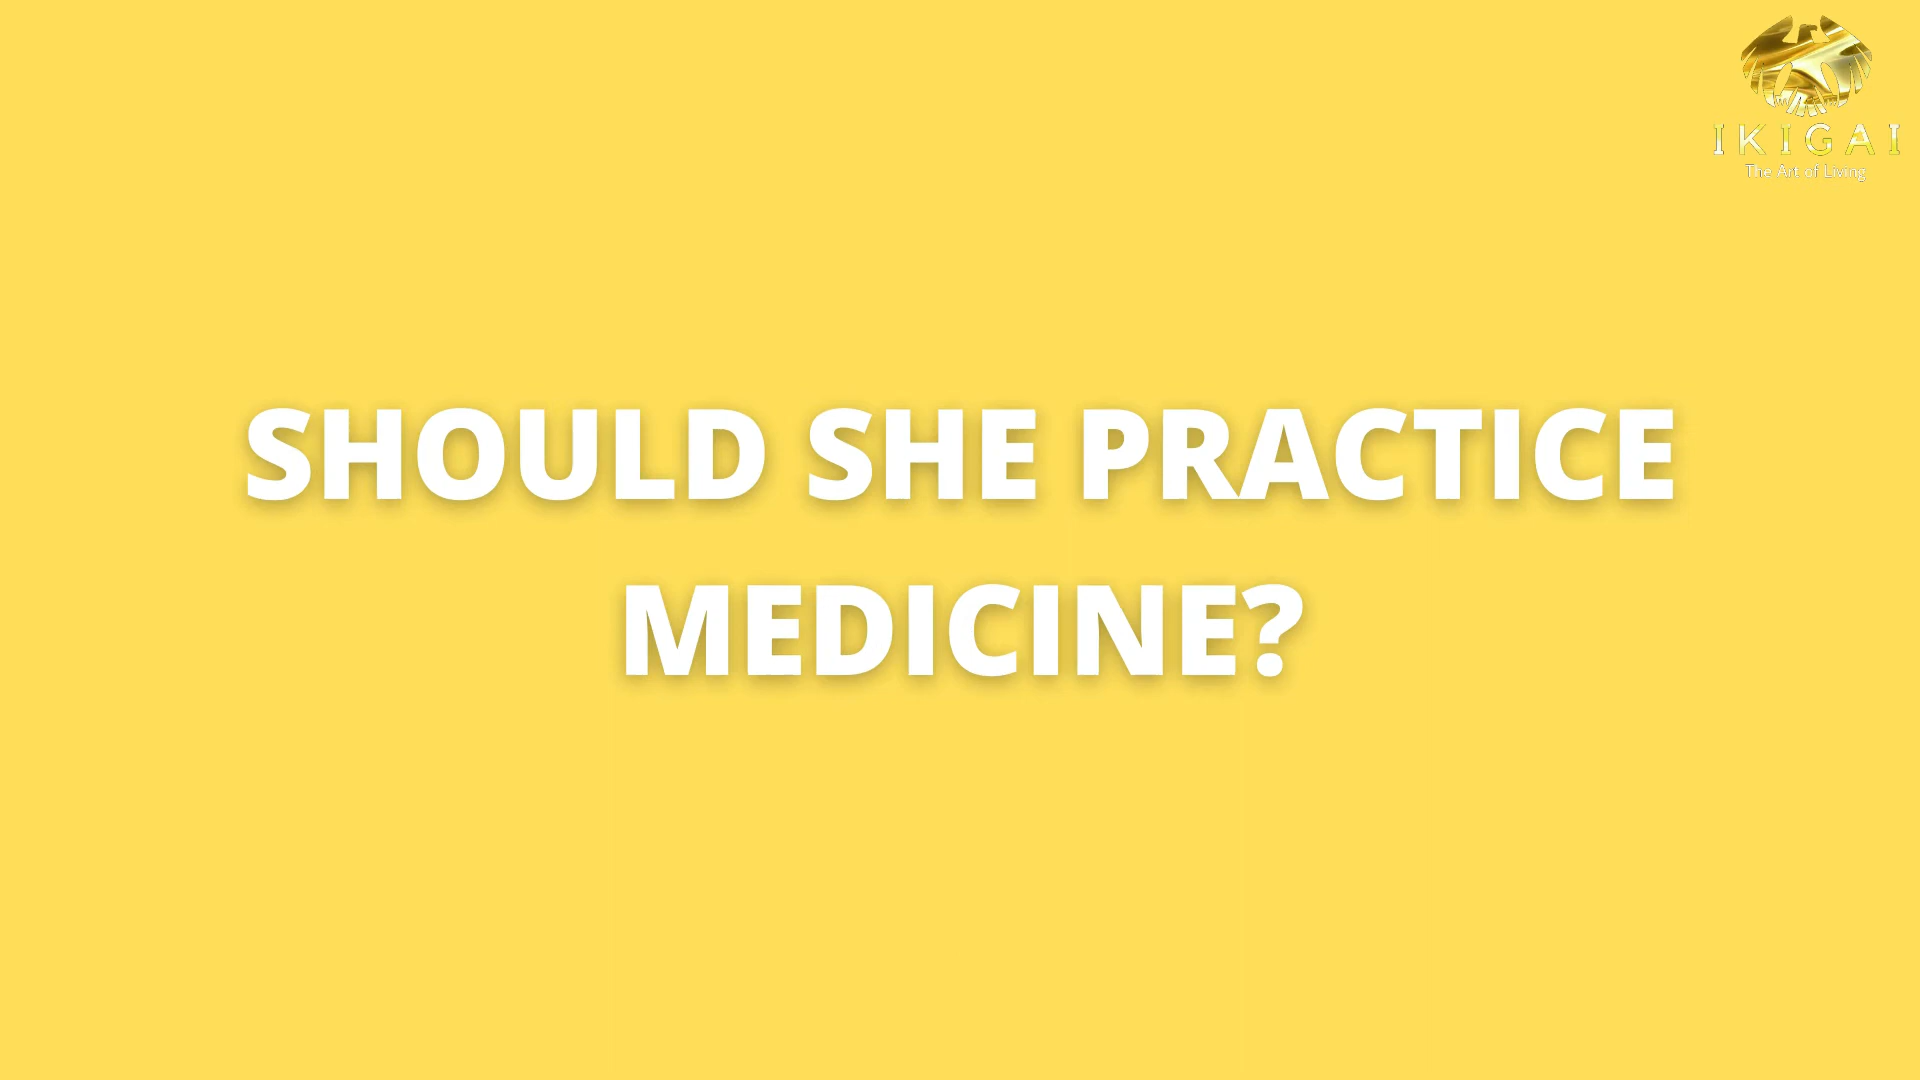 IKIGAI
The Art of Living
SHOULD SHE PRACTICE
MEDICINE?